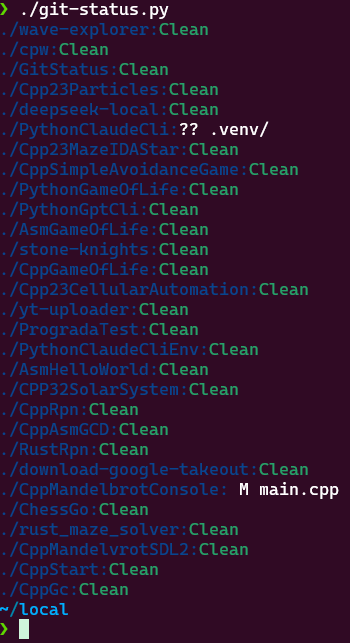 ❯ ./git-status.py
./wave-explorer:Clean
./cpw:Clean
./GitStatus:Clean
./Cpp23Particles:Clean
./deepseek-local:Clean
./PythonClaudeCli:?? .venv/
./Cpp23MazeIDAStar:Clean
./CppSimpleAvoidanceGame:Clean
./PythonGameOfLife:Clean
./PythonGptCli:Clean
./AsmGameOfLife:Clean
./stone-knights:Clean
./CppGameOfLife:Clean
./Cpp23CellularAutomation:Clean
./yt-uploader:Clean
./ProgradaTest:Clean
./PythonClaudeCliEnv:Clean
./AsmHelloWorld:Clean
./CPP32SolarSystem:Clean
./CppRpn:Clean
./CppAsmGCD:Clean
./RustRpn:Clean
./download-google-takeout:Clean
./CppMandelbrotConsole: M main.cpp
./ChessGo:Clean
./rust_maze_solver:Clean
./CppMandelvrotSDL2:Clean
./CppStart:Clean
./CppGc:Clean
~/local
❯